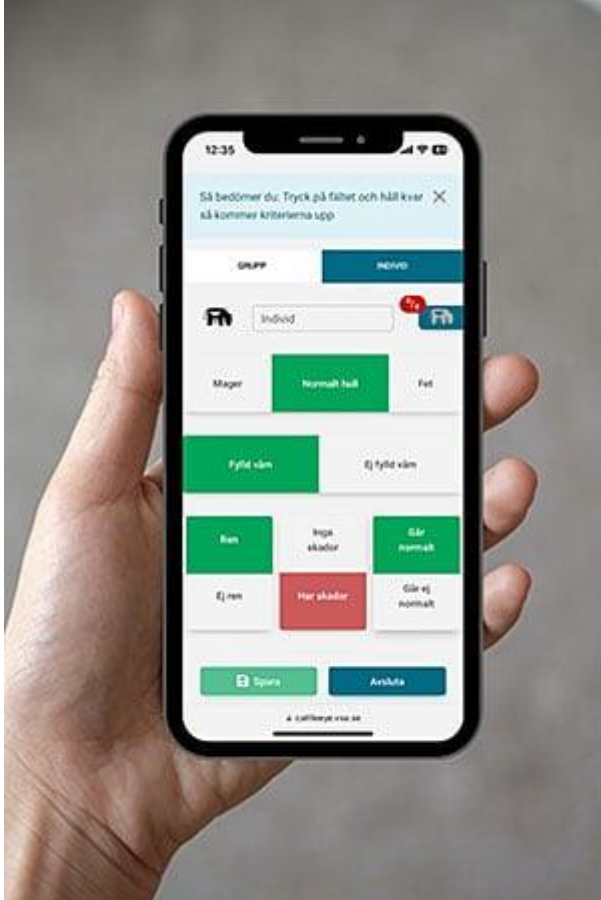 12:35
Så bedömer du: Tryck på fältet och håll kvar
så kommer kriterierna upp
GRUPP
INDIVID
Individ
Mager
Normalt hull
Fet
Fylld våm
Ej fylld våm
Ren
Inga
skador
Går
normalt
Ej ren
Har skador
Går ej
normalt
Spara
Avsluta